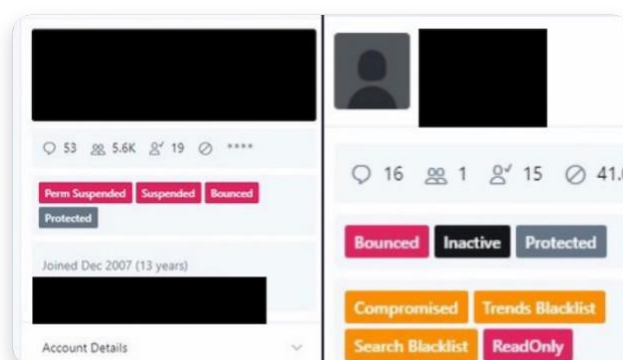 53 5.6K 19 ****
Perm Suspended Suspended Bounced
Protected
Joined Dec 2007 (13 years)
Account Details
16 1 15 41.
Bounced Inactive Protected
Compromised Trends Blacklist
Search Blacklist ReadOnly